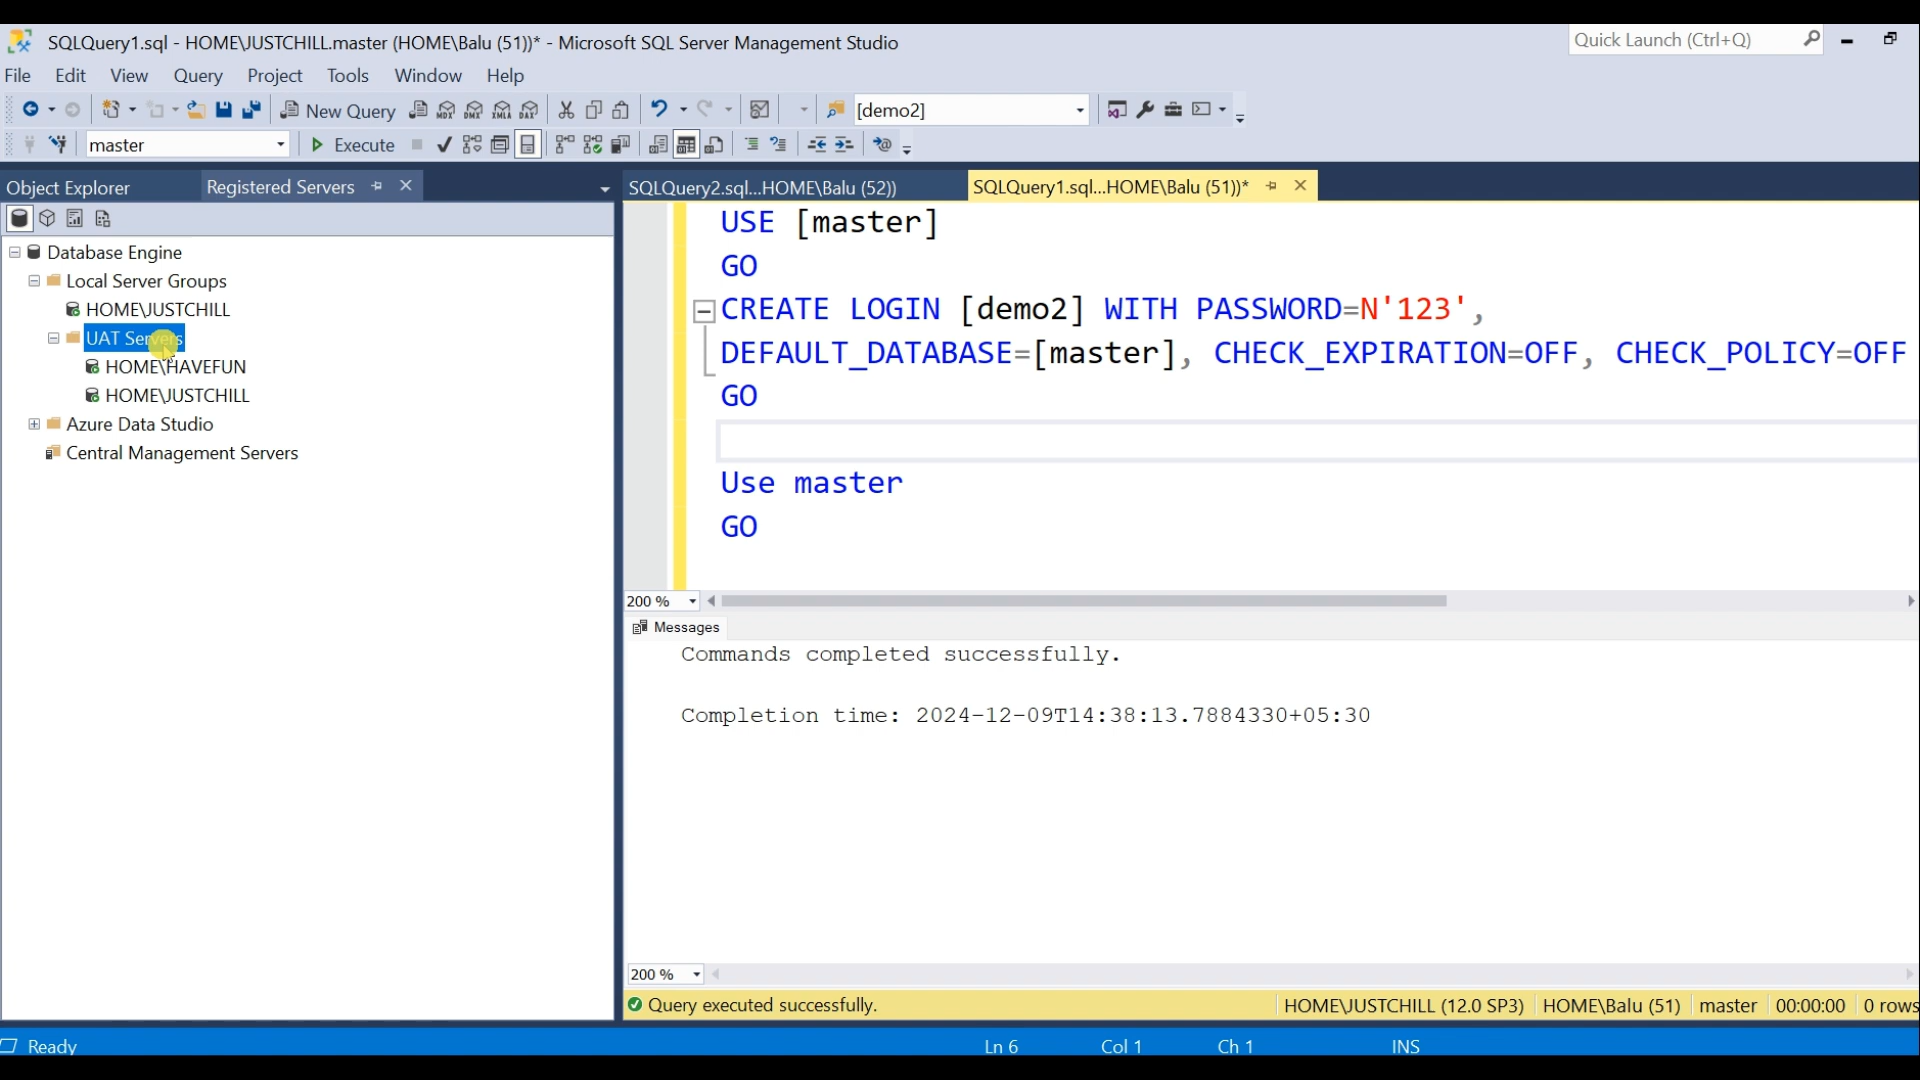 SQLQuery1.sql - HOME\JUSTCHILL.master (HOME\Balu (51))* - Microsoft SQL Server Management Studio
Quick Launch (Ctrl+Q)
File Edit View Query Project Tools Window Help
New Query MDX DMX XMLA DAX [demo2]
master Execute
Object Explorer Registered Servers
SQLQuery2.sql...HOME\Balu (52)) SQLQuery1.sql...HOME\Balu (51))*
Database Engine
Local Server Groups
HOME\JUSTCHILL
UAT Servers
HOME\HAVEFUN
HOME\JUSTCHILL
Azure Data Studio
Central Management Servers
USE [master]
GO
CREATE LOGIN [demo2] WITH PASSWORD=N'123',
DEFAULT_DATABASE=[master], CHECK_EXPIRATION=OFF, CHECK_POLICY=OFF
GO
Use master
GO
200 %
Messages
Commands completed successfully.
Completion time: 2024-12-09T14:38:13.7884330+05:30
200 %
Query executed successfully. HOME\JUSTCHILL (12.0 SP3) HOME\Balu (51) master 00:00:00 0 rows
Ready Ln 6 Col 1 Ch 1 INS